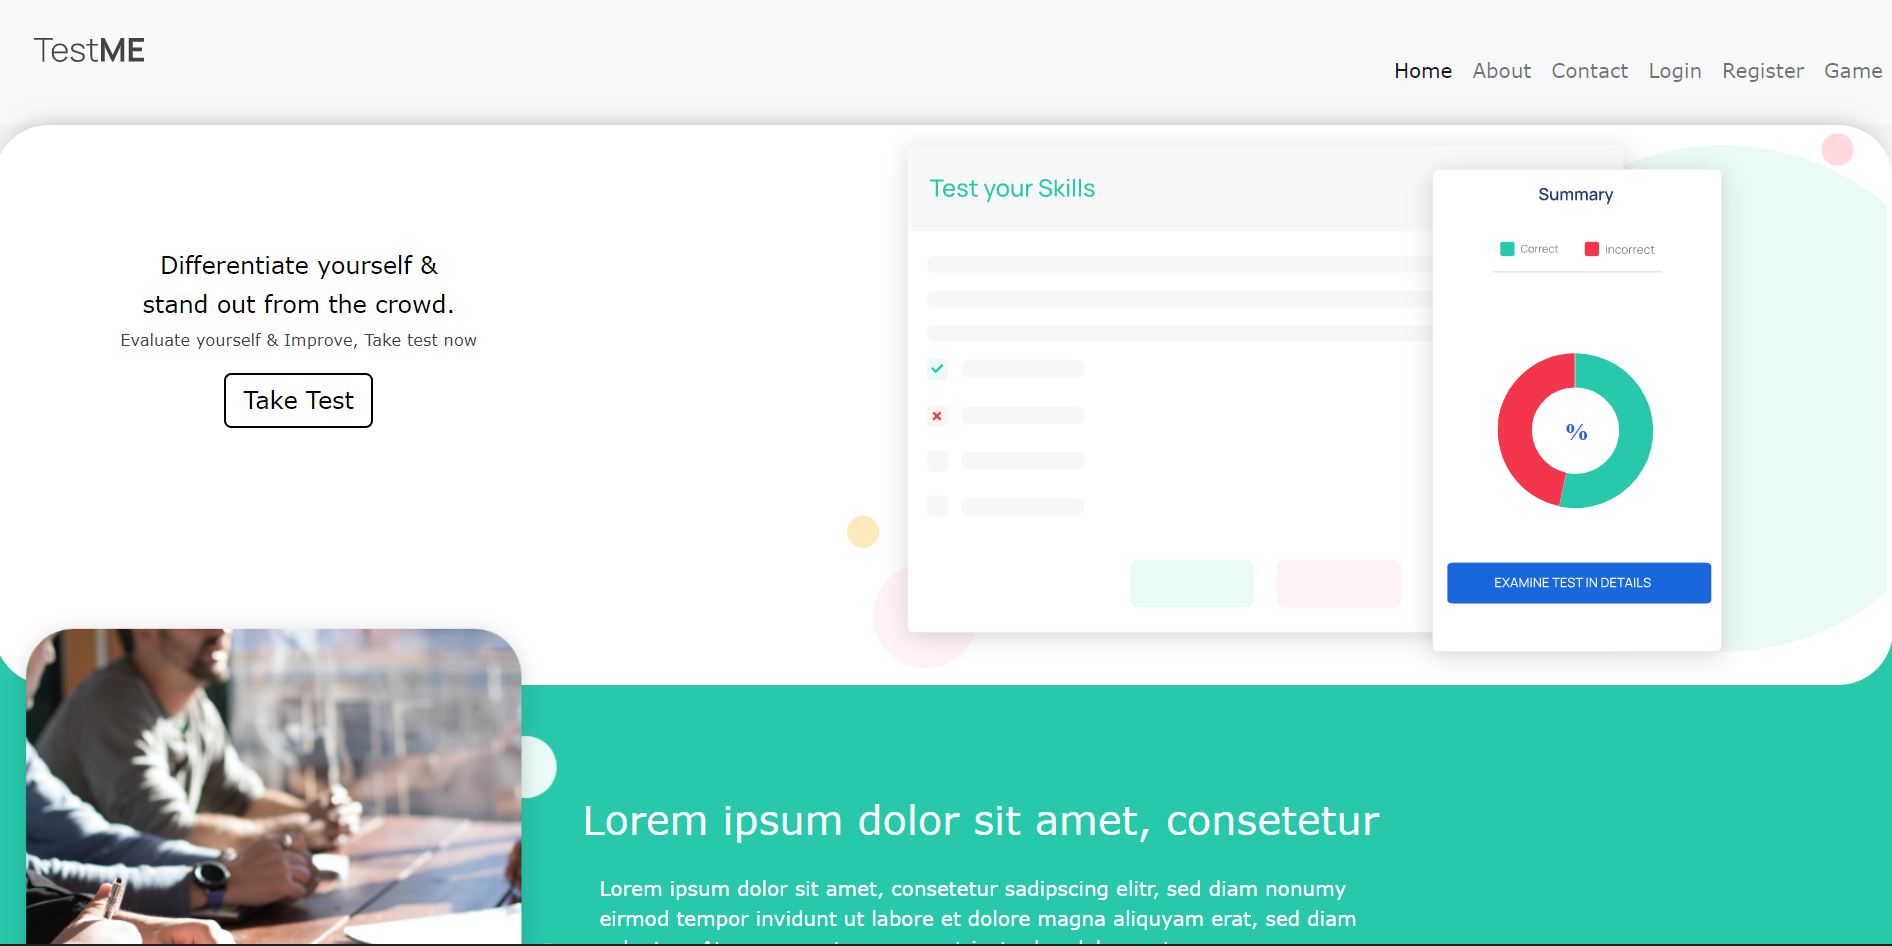 TestME
Home About Contact Login Register Game
Differentiate yourself &
stand out from the crowd.
Evaluate yourself & Improve, Take test now
Take Test
Test your Skills
Summary
Correct Incorrect
%
EXAMINE TEST IN DETAILS
Lorem ipsum dolor sit amet, consetetur
Lorem ipsum dolor sit amet, consetetur sadipscing elitr, sed diam nonumy
eirmod tempor invidunt ut labore et dolore magna aliquyam erat, sed diam